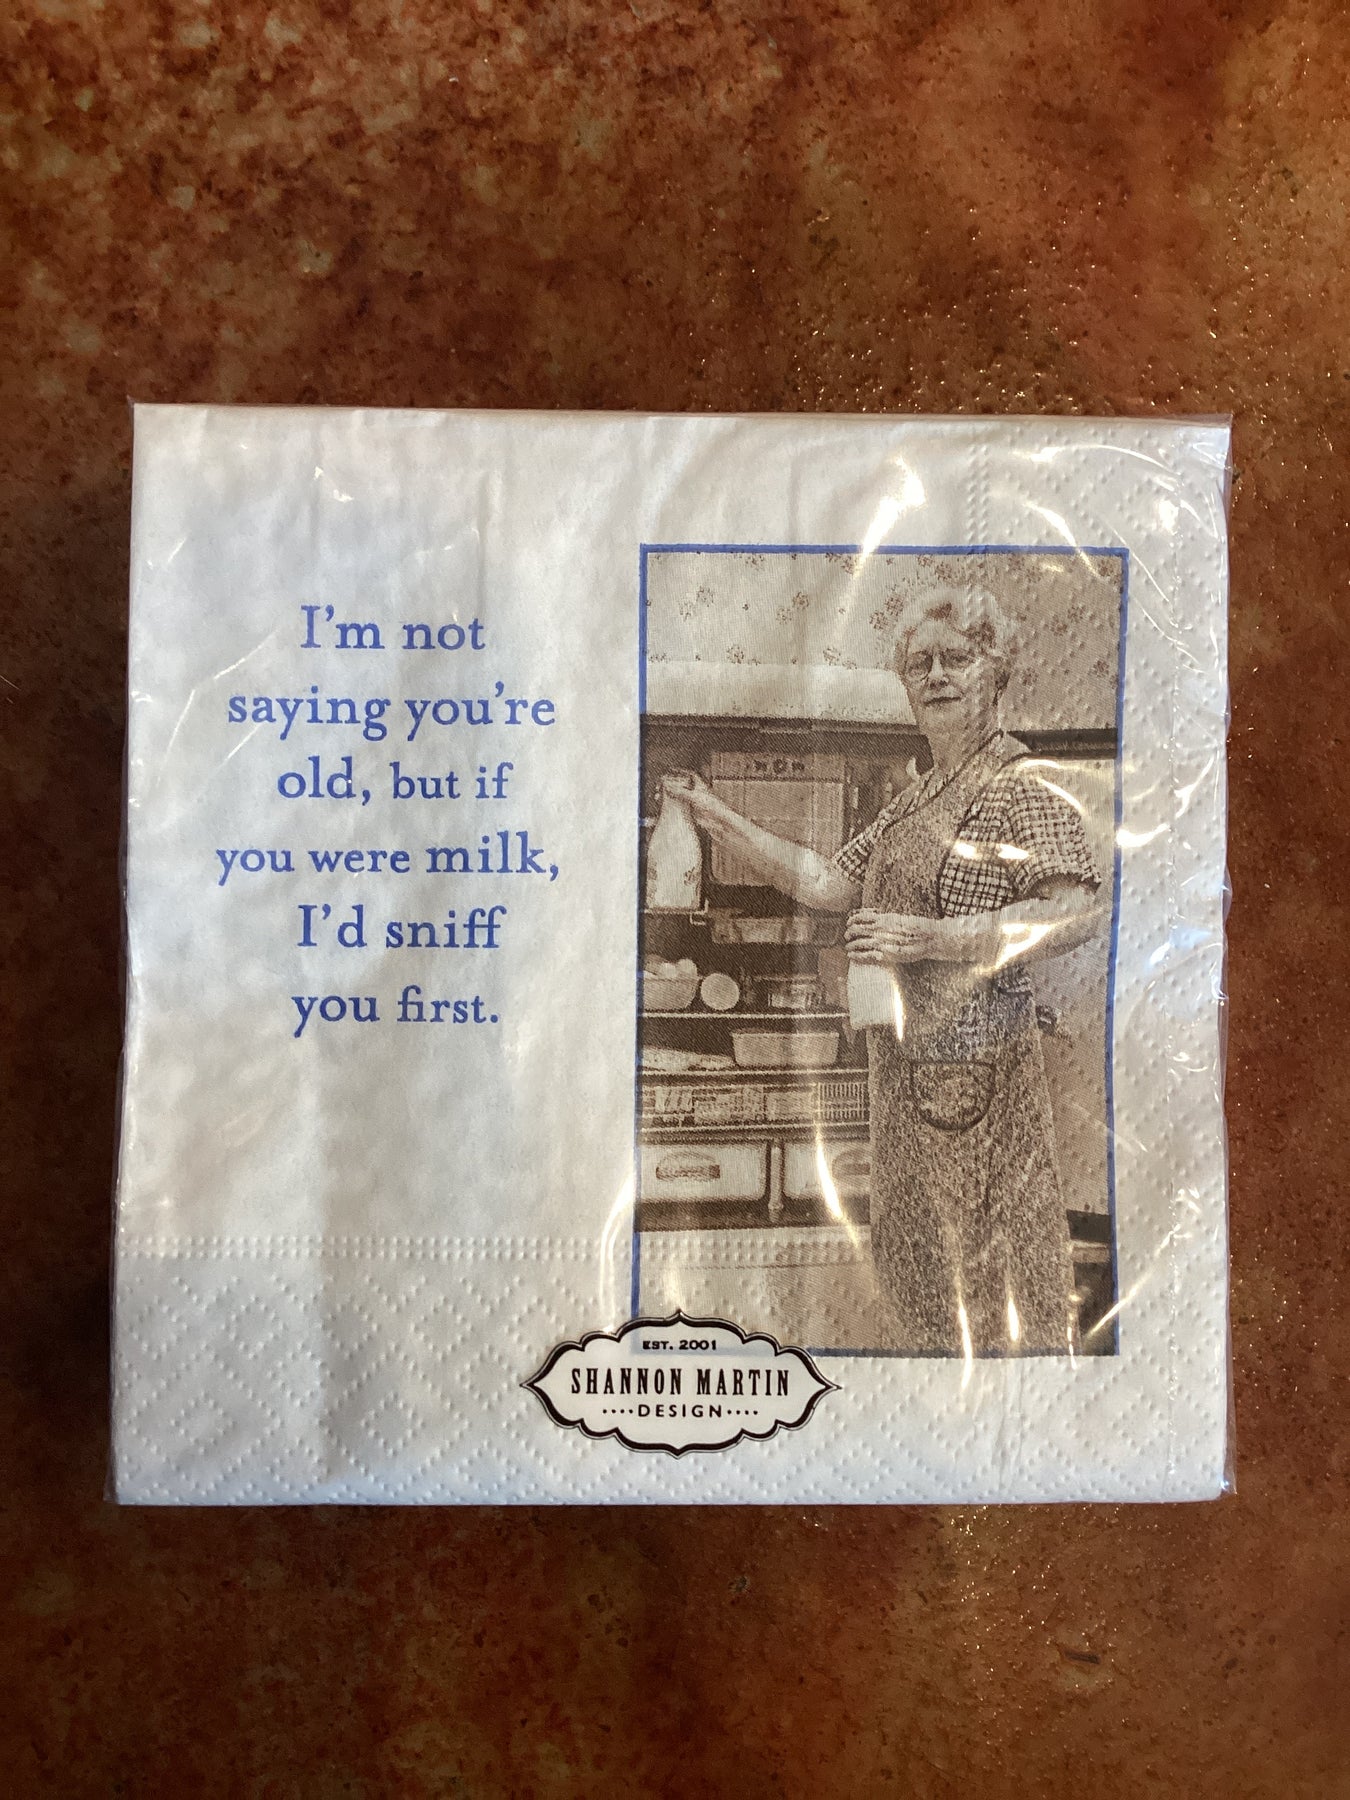 I'm not
saying you're
old, but if
you were milk,
I'd sniff
you first.
EST. 2001
SHANNON MARTIN
····DESIGN····